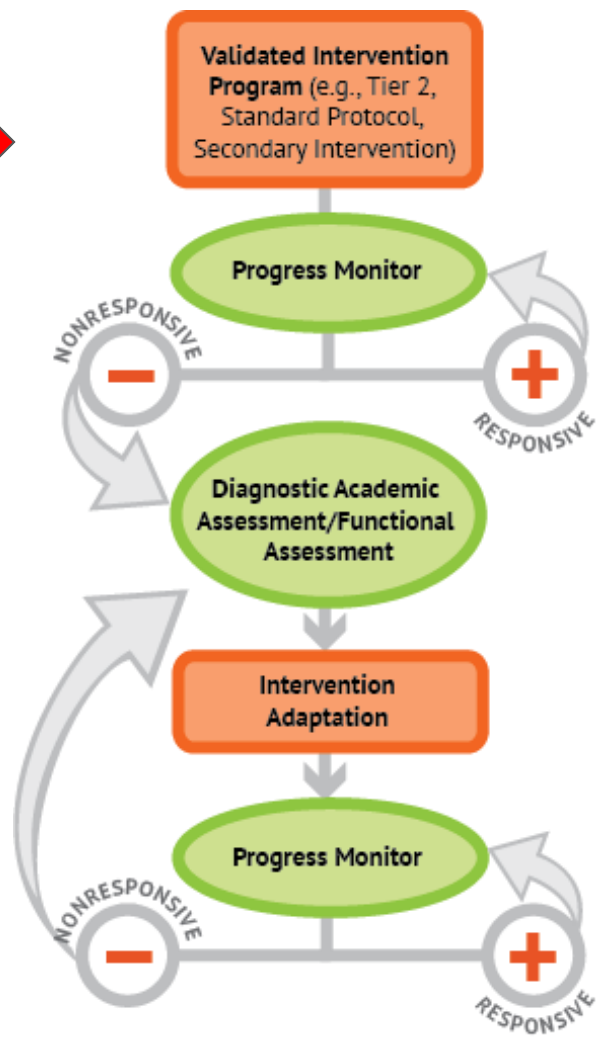 Validated Intervention
Program (e.g., Tier 2,
Standard Protocol,
Secondary Intervention)
Progress Monitor
NONRESPONSIVE
RESPONSIVE
Diagnostic Academic
Assessment/Functional
Assessment
Intervention
Adaptation
Progress Monitor
NONRESPONSIVE
RESPONSIVE